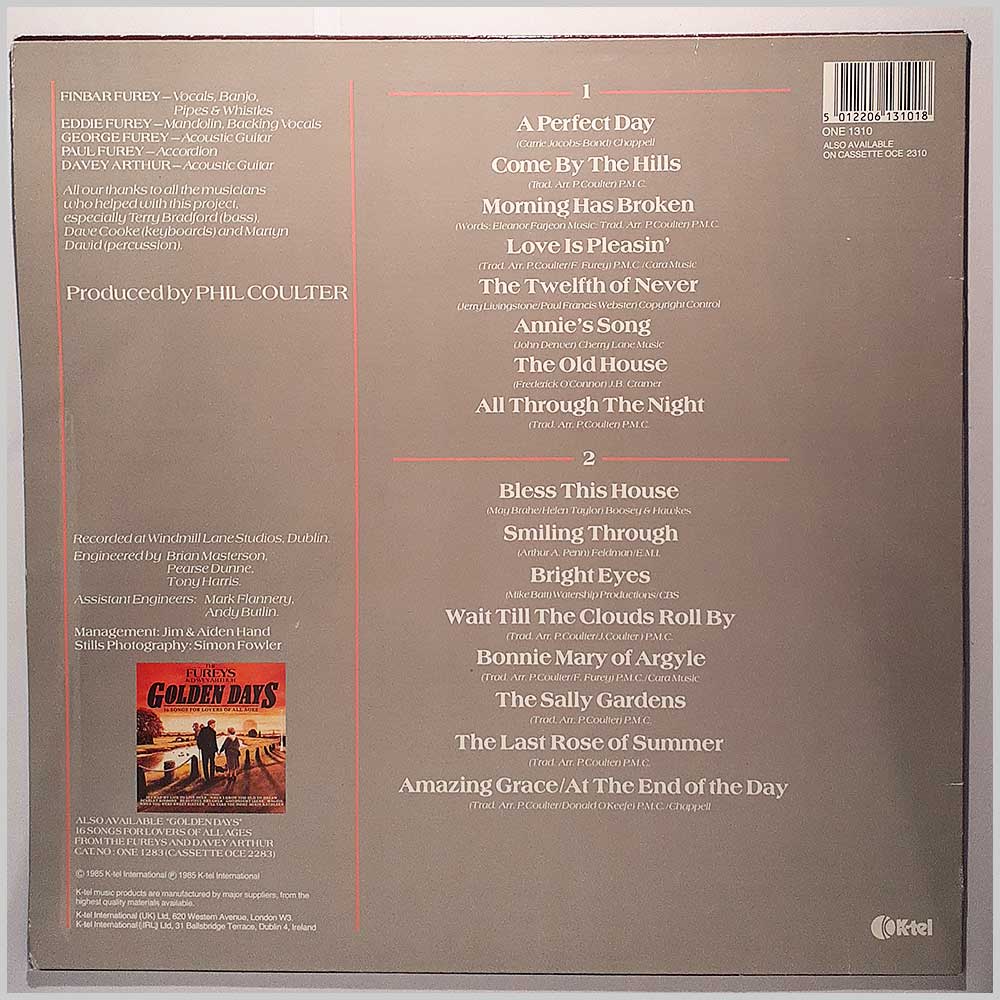 FINBAR FUREY – Vocals, Banjo,
Pipes & Whistles
EDDIE FUREY – Mandolin, Backing Vocals
GEORGE FUREY – Acoustic Guitar
PAUL FUREY – Accordion
DAVEY ARTHUR – Acoustic Guitar
All our thanks to all the musicians
who helped with this project,
especially Terry Bradford (bass),
Dave Cooke (keyboards) and Martyn
David (percussion).
Produced by PHIL COULTER
Recorded at Windmill Lane Studios, Dublin.
Engineered by Brian Masterson,
Pearse Dunne,
Tony Harris.
Assistant Engineers: Mark Flannery,
Andy Butlin.
Management: Jim & Aiden Hand
Stills Photography: Simon Fowler
THE
FUREYS
& DAVEY ARTHUR
GOLDEN DAYS
16 SONGS FOR LOVERS OF ALL AGES
ALSO AVAILABLE "GOLDEN DAYS"
16 SONGS FOR LOVERS OF ALL AGES
FROM THE FUREYS AND DAVEY ARTHUR
CAT. NO: ONE 1283 (CASSETTE OCE 2283)
© 1985 K-tel International ℗ 1985 K-tel International
K-tel music products are manufactured by major suppliers, from the
highest quality materials available.
K-tel International (UK) Ltd, 620 Western Avenue, London W3.
K-tel International (IRL) Ltd, 31 Ballsbridge Terrace, Dublin 4, Ireland
1
A Perfect Day
(Carrie Jacobs-Bond) Chappell
Come By The Hills
(Trad. Arr. P.Coulter) P.M.C.
Morning Has Broken
(Words: Eleanor Farjeon Music: Trad. Arr. P.Coulter) P.M.C.
Love Is Pleasin'
(Trad. Arr. P.Coulter/F. Furey) P.M.C./Cara Music
The Twelfth of Never
(Jerry Livingstone/Paul Francis Webster) Copyright Control
Annie's Song
(John Denver) Cherry Lane Music
The Old House
(Frederick O'Connor) J.B. Cramer
All Through The Night
(Trad. Arr. P.Coulter) P.M.C.
2
Bless This House
(May Brahe/Helen Taylor) Boosey & Hawkes
Smiling Through
(Arthur A. Penn) Feldman/E.M.I.
Bright Eyes
(Mike Batt) Watership Productions/CBS
Wait Till The Clouds Roll By
(Trad. Arr. P.Coulter/J.Coulter) P.M.C.
Bonnie Mary of Argyle
(Trad. Arr. P.Coulter/F. Furey) P.M.C./Cara Music
The Sally Gardens
(Trad. Arr. P.Coulter) P.M.C.
The Last Rose of Summer
(Trad. Arr. P.Coulter) P.M.C.
Amazing Grace/At The End of the Day
(Trad. Arr. P.Coulter/Donald O'Keefe) P.M.C./Chappell
5 012206 131018
ONE 1310
ALSO AVAILABLE
ON CASSETTE OCE 2310
K-tel